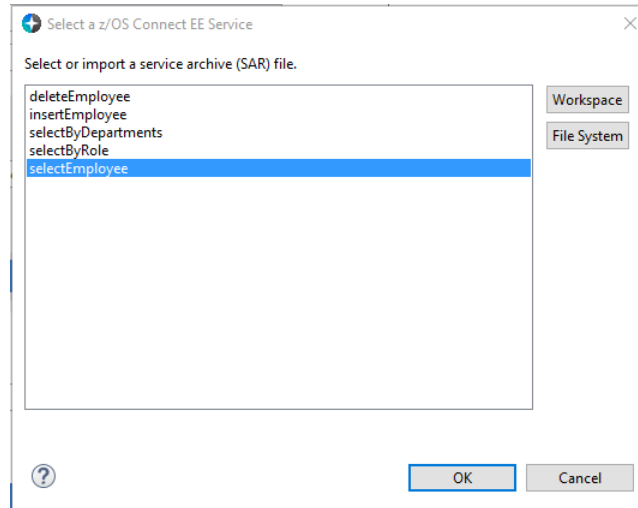 Select a z/OS Connect EE Service
Select or import a service archive (SAR) file.
deleteEmployee
insertEmployee
selectByDepartments
selectByRole
selectEmployee
Workspace
File System
?
OK
Cancel